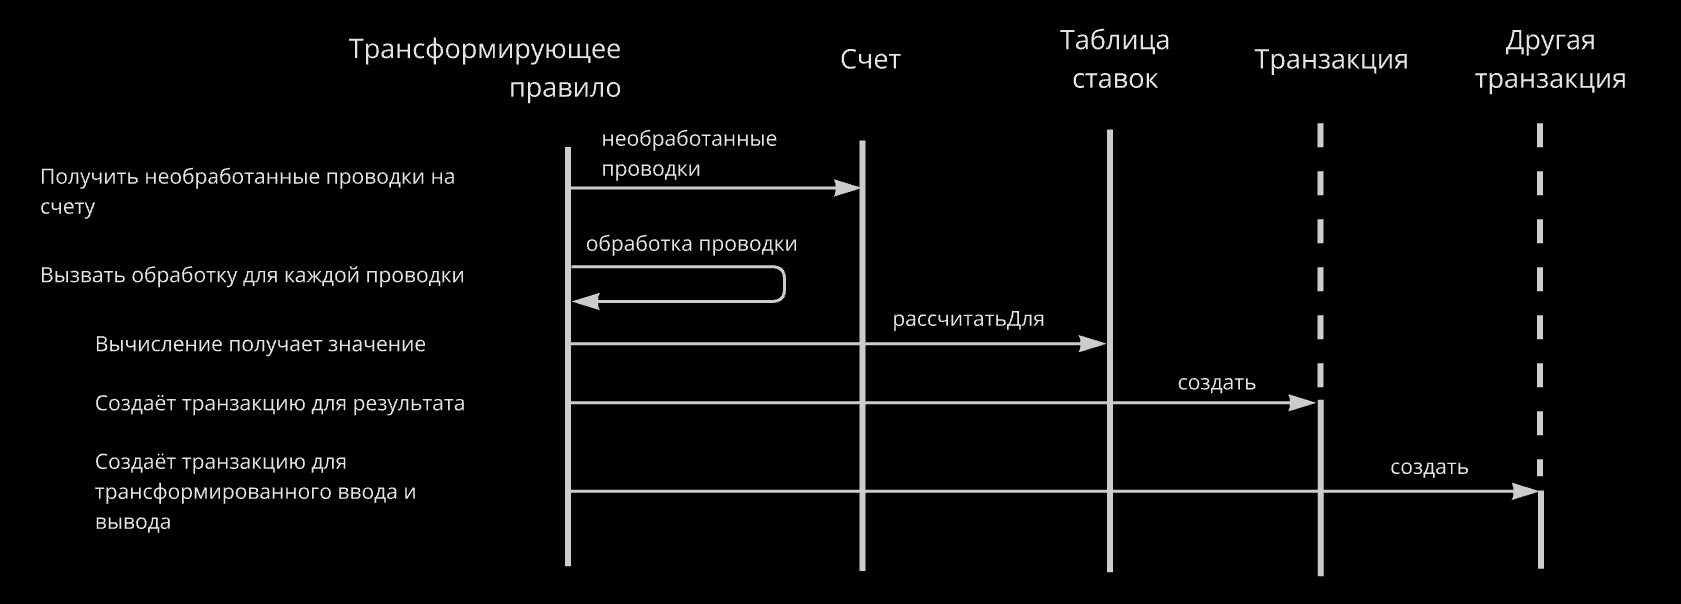 Трансформирующее
правило
Счет
Таблица
ставок
Транзакция
Другая
транзакция
необработанные
проводки
Получить необработанные проводки на
счету
обработка проводки
Вызвать обработку для каждой проводки
рассчитатьДля
Вычисление получает значение
создать
Создаёт транзакцию для результата
Создаёт транзакцию для
трансформированного ввода и
вывода
создать